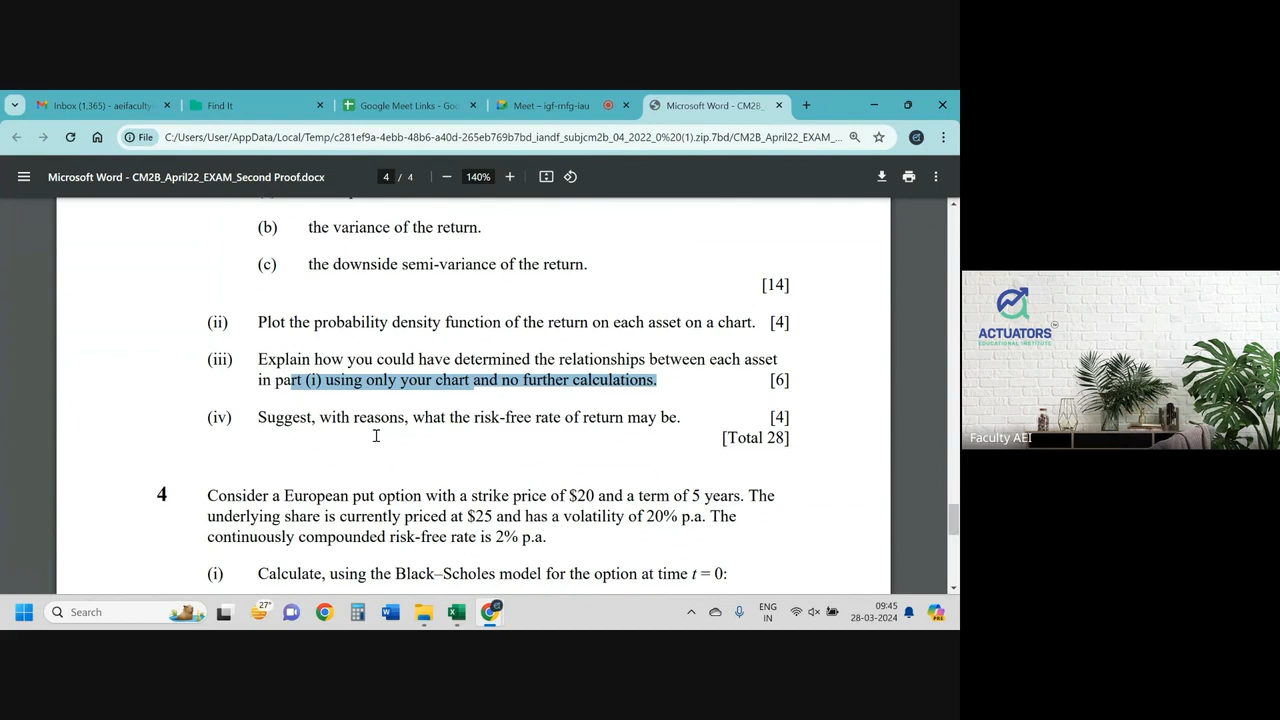 Inbox (1,365) - aeifaculty
Find It
Google Meet Links - Goo
Meet – igf-rnfg-iau
Microsoft Word - CM2B_
File
C:/Users/User/AppData/Local/Temp/c281ef9a-4ebb-48b6-a40d-265eb769b7bd_iandf_subjcm2b_04_2022_0%20(1).zip.7bd/CM2B_April22_EXAM_...
Microsoft Word - CM2B_April22_EXAM_Second Proof.docx
4 / 4
140%
(b) the variance of the return.
(c) the downside semi-variance of the return.
[14]
(ii) Plot the probability density function of the return on each asset on a chart. [4]
(iii) Explain how you could have determined the relationships between each asset
in part (i) using only your chart and no further calculations. [6]
(iv) Suggest, with reasons, what the risk-free rate of return may be. [4]
[Total 28]
4 Consider a European put option with a strike price of $20 and a term of 5 years. The
underlying share is currently priced at $25 and has a volatility of 20% p.a. The
continuously compounded risk-free rate is 2% p.a.
(i) Calculate, using the Black–Scholes model for the option at time t = 0:
Search
27°
ENG
IN
09:45
28-03-2024
ACTUATORS
EDUCATIONAL INSTITUTE
Faculty AEI